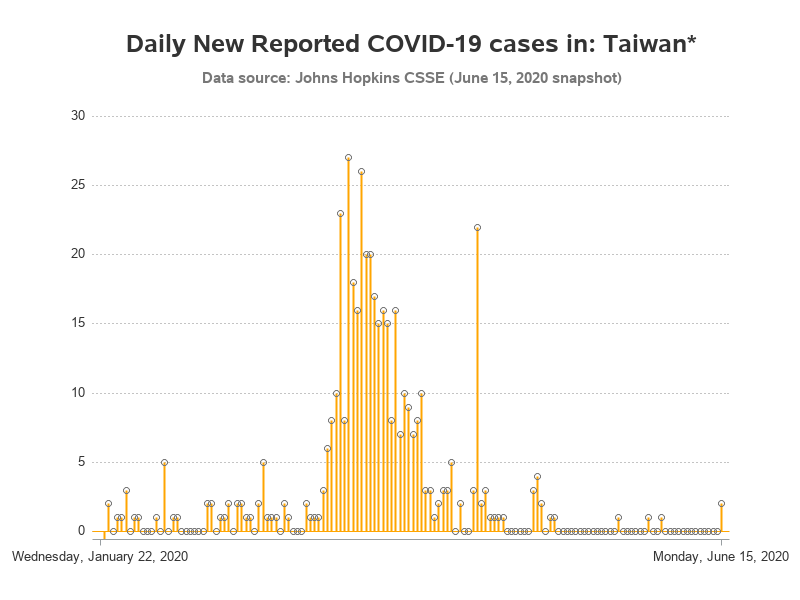 Daily New Reported COVID-19 cases in: Taiwan*
Data source: Johns Hopkins CSSE (June 15, 2020 snapshot)
30
25
20
15
10
5
0
Wednesday, January 22, 2020
Monday, June 15, 2020